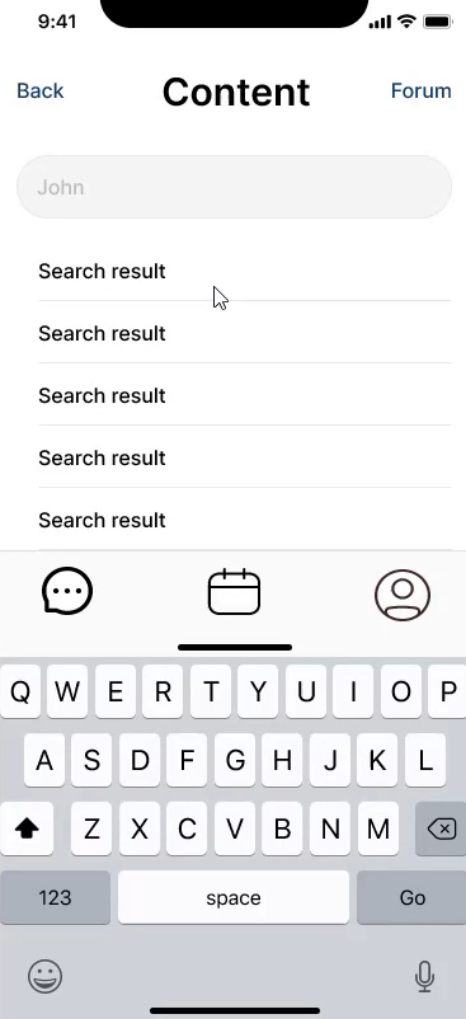 9:41
Back Content Forum
John
Search result
Search result
Search result
Search result
Search result
Q W E R T Y U I O P
A S D F G H J K L
Z X C V B N M
123 space Go